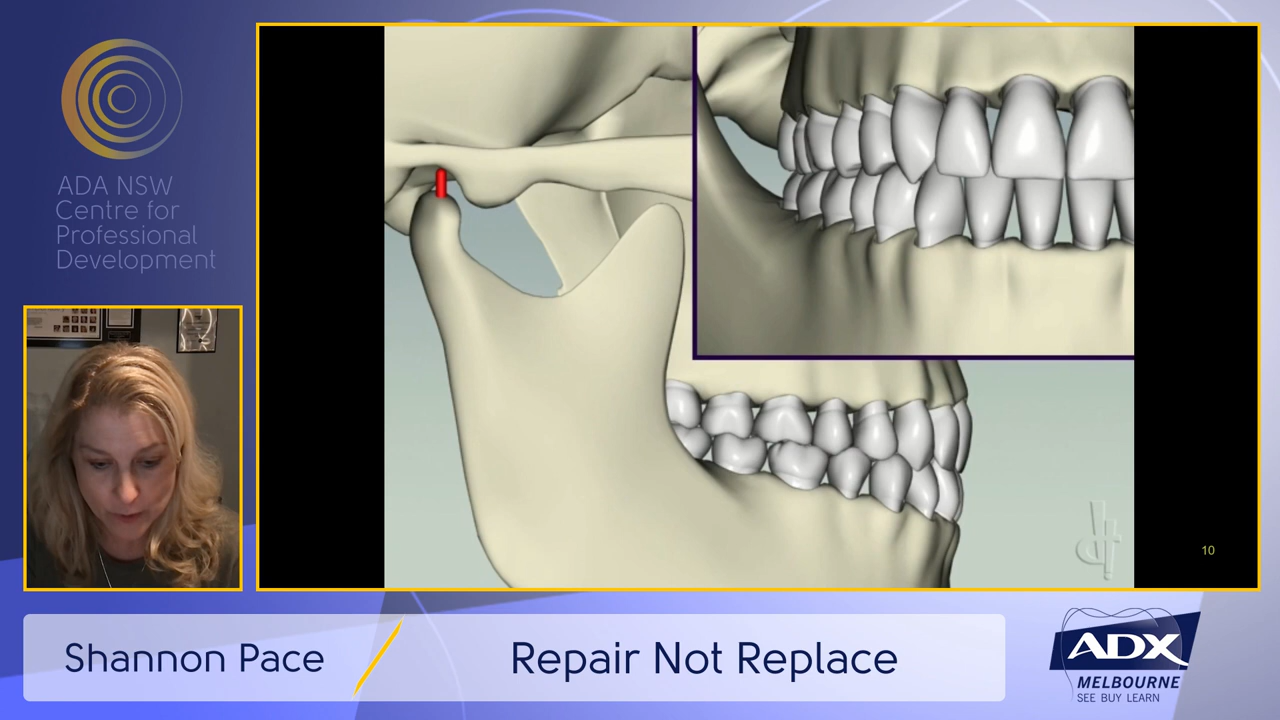 ADA NSW
Centre for
Professional
Development
10
Shannon Pace
Repair Not Replace
ADX
MELBOURNE
SEE BUY LEARN